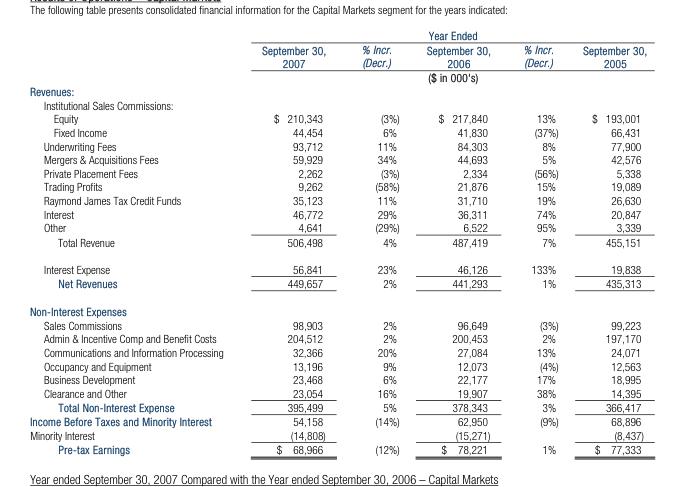 Results of Operations – Capital Markets
The following table presents consolidated financial information for the Capital Markets segment for the years indicated:
Year Ended
September 30, % Incr. September 30, % Incr. September 30,
2007 (Decr.) 2006 (Decr.) 2005
($ in 000's)
Revenues:
Institutional Sales Commissions:
Equity $ 210,343 (3%) $ 217,840 13% $ 193,001
Fixed Income 44,454 6% 41,830 (37%) 66,431
Underwriting Fees 93,712 11% 84,303 8% 77,900
Mergers & Acquisitions Fees 59,929 34% 44,693 5% 42,576
Private Placement Fees 2,262 (3%) 2,334 (56%) 5,338
Trading Profits 9,262 (58%) 21,876 15% 19,089
Raymond James Tax Credit Funds 35,123 11% 31,710 19% 26,630
Interest 46,772 29% 36,311 74% 20,847
Other 4,641 (29%) 6,522 95% 3,339
Total Revenue 506,498 4% 487,419 7% 455,151
Interest Expense 56,841 23% 46,126 133% 19,838
Net Revenues 449,657 2% 441,293 1% 435,313
Non-Interest Expenses
Sales Commissions 98,903 2% 96,649 (3%) 99,223
Admin & Incentive Comp and Benefit Costs 204,512 2% 200,453 2% 197,170
Communications and Information Processing 32,366 20% 27,084 13% 24,071
Occupancy and Equipment 13,196 9% 12,073 (4%) 12,563
Business Development 23,468 6% 22,177 17% 18,995
Clearance and Other 23,054 16% 19,907 38% 14,395
Total Non-Interest Expense 395,499 5% 378,343 3% 366,417
Income Before Taxes and Minority Interest 54,158 (14%) 62,950 (9%) 68,896
Minority Interest (14,808) (15,271) (8,437)
Pre-tax Earnings $ 68,966 (12%) $ 78,221 1% $ 77,333
Year ended September 30, 2007 Compared with the Year ended September 30, 2006 – Capital Markets